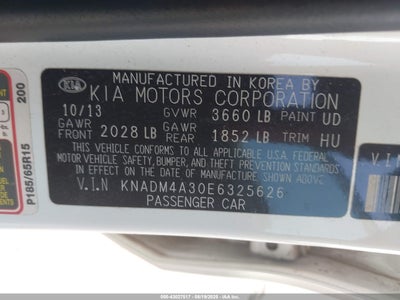 MANUFACTURED IN KOREA BY
KIA
KIA MOTORS CORPORATION
10/13 GVWR 3660 LB PAINT UD
GAWR FRONT 2028 LB GAWR REAR 1852 LB TRIM HU
THIS VEHICLE CONFORMS TO ALL APPLICABLE U.S.A. FEDERAL
MOTOR VEHICLE SAFETY, BUMPER, AND THEFT PREVENTION STANDARDS
IN EFFECT ON THE DATE OF MANUFACTURE SHOWN ABOVE
V.I.N KNADM4A30E6325626
PASSENGER CAR
200
P185/65R15
V.I.N